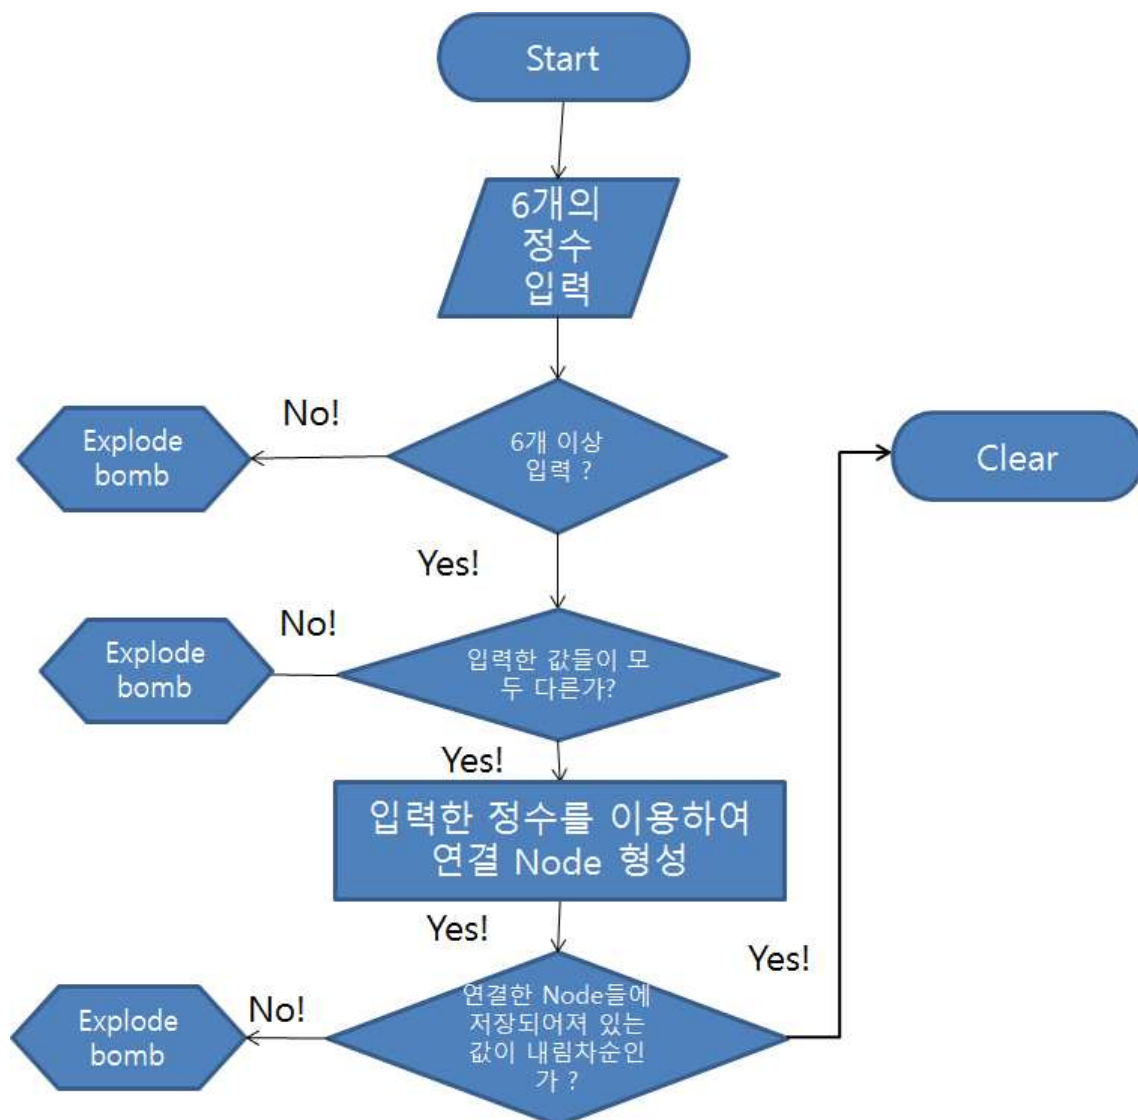 Start
6개의
정수
입력
No!
Explode
bomb
6개 이상
입력 ?
Clear
Yes!
No!
Explode
bomb
입력한 값들이 모
두 다른가?
Yes!
입력한 정수를 이용하여
연결 Node 형성
Yes!
Yes!
No!
Explode
bomb
연결한 Node들에
저장되어져 있는
값이 내림차순인
가 ?